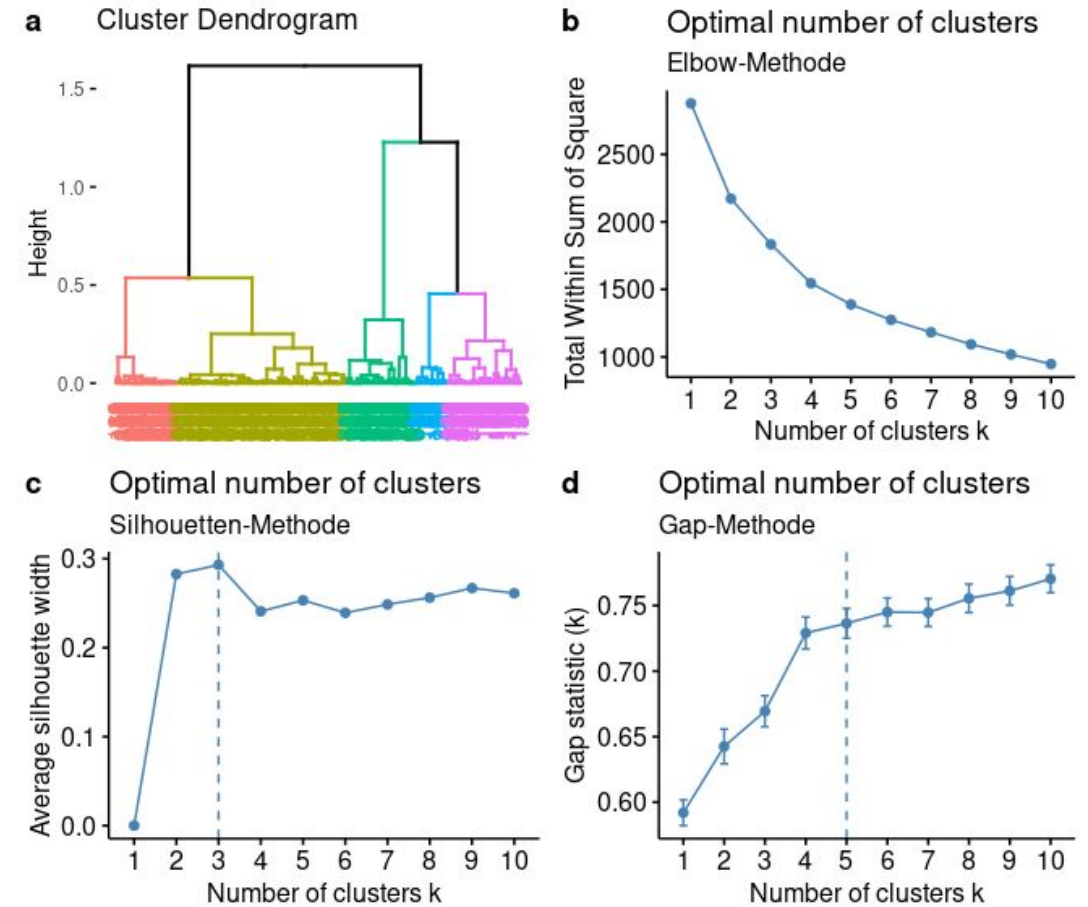 a
Cluster Dendrogram
Height
1.5
1.0
0.5
0.0
b
Optimal number of clusters
Elbow-Methode
Total Within Sum of Square
2500
2000
1500
1000
1 2 3 4 5 6 7 8 9 10
Number of clusters k
c
Optimal number of clusters
Silhouetten-Methode
Average silhouette width
0.3
0.2
0.1
0.0
1 2 3 4 5 6 7 8 9 10
Number of clusters k
d
Optimal number of clusters
Gap-Methode
Gap statistic (k)
0.75
0.70
0.65
0.60
1 2 3 4 5 6 7 8 9 10
Number of clusters k